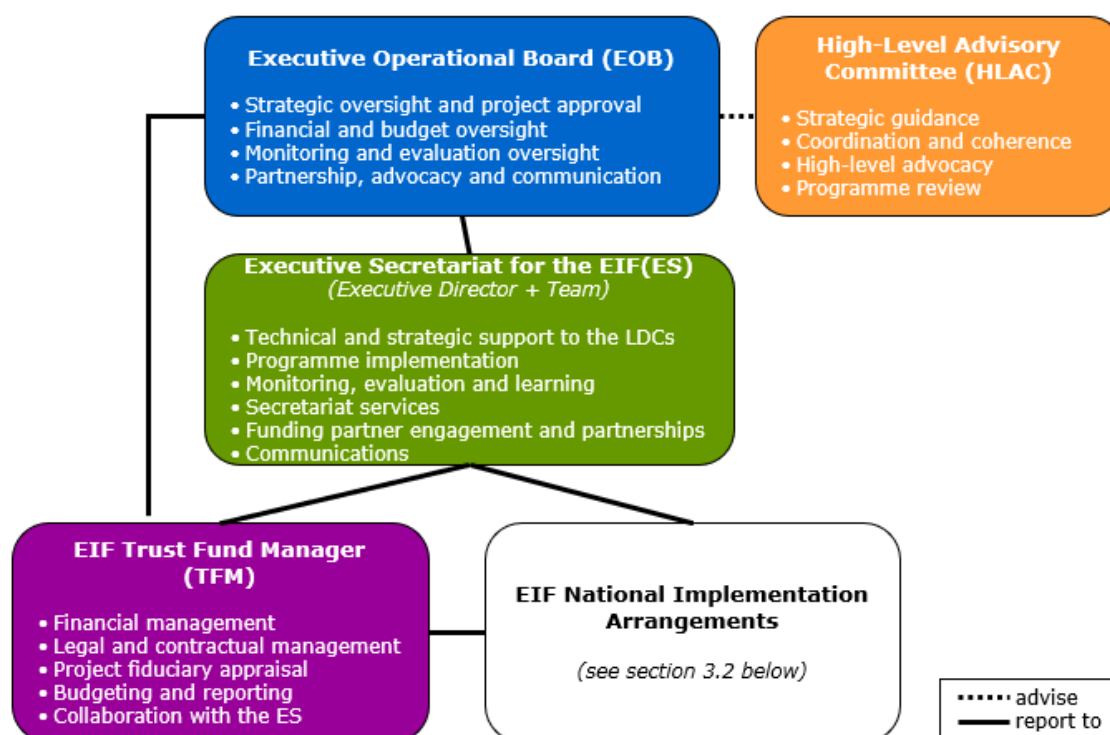 Executive Operational Board (EOB)
• Strategic oversight and project approval
• Financial and budget oversight
• Monitoring and evaluation oversight
• Partnership, advocacy and communication
High-Level Advisory
Committee (HLAC)
• Strategic guidance
• Coordination and coherence
• High-level advocacy
• Programme review
Executive Secretariat for the EIF(ES)
(Executive Director + Team)
• Technical and strategic support to the LDCs
• Programme implementation
• Monitoring, evaluation and learning
• Secretariat services
• Funding partner engagement and partnerships
• Communications
EIF Trust Fund Manager
(TFM)
• Financial management
• Legal and contractual management
• Project fiduciary appraisal
• Budgeting and reporting
• Collaboration with the ES
EIF National Implementation
Arrangements
(see section 3.2 below)
advise
report to